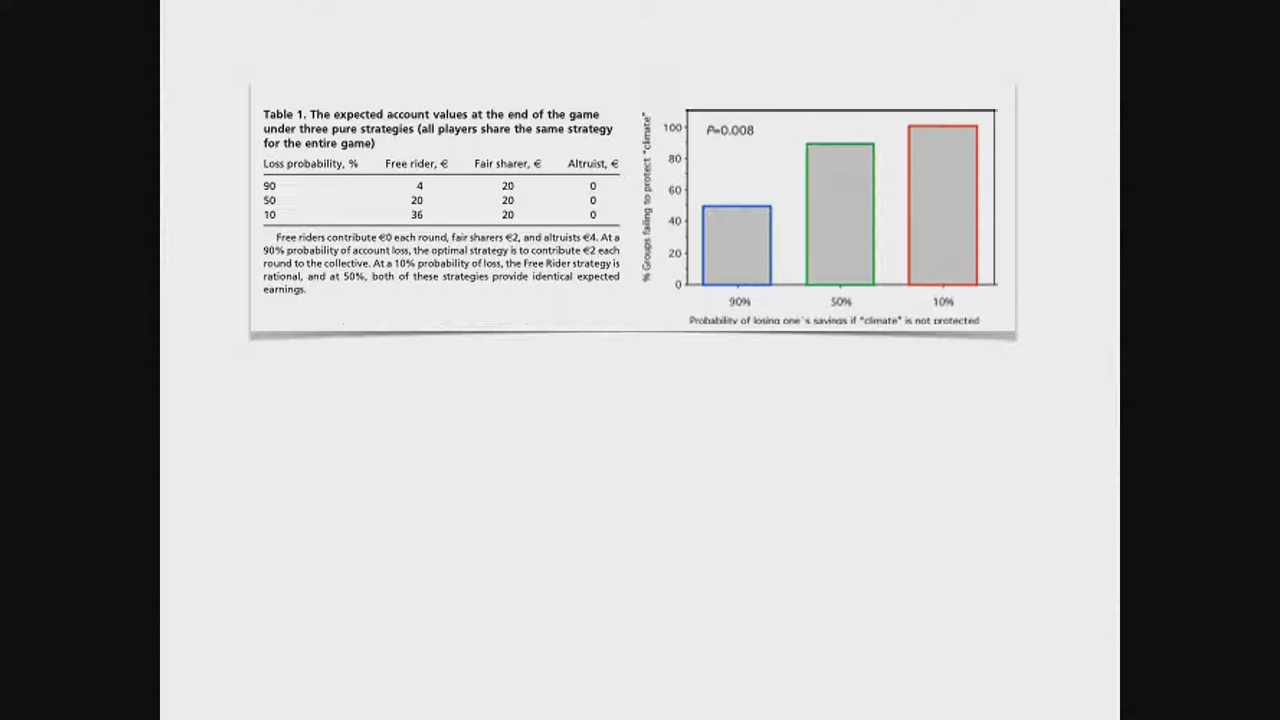 Table 1. The expected account values at the end of the game
under three pure strategies (all players share the same strategy
for the entire game)
Loss probability, % Free rider, € Fair sharer, € Altruist, €
90 4 20 0
50 20 20 0
10 36 20 0
Free riders contribute €0 each round, fair sharers €2, and altruists €4. At a
90% probability of account loss, the optimal strategy is to contribute €2 each
round to the collective. At a 10% probability of loss, the Free Rider strategy is
rational, and at 50%, both of these strategies provide identical expected
earnings.
% Groups failing to protect "climate"
P=0.008
100
80
60
40
20
0
90% 50% 10%
Probability of losing one`s savings if "climate" is not protected